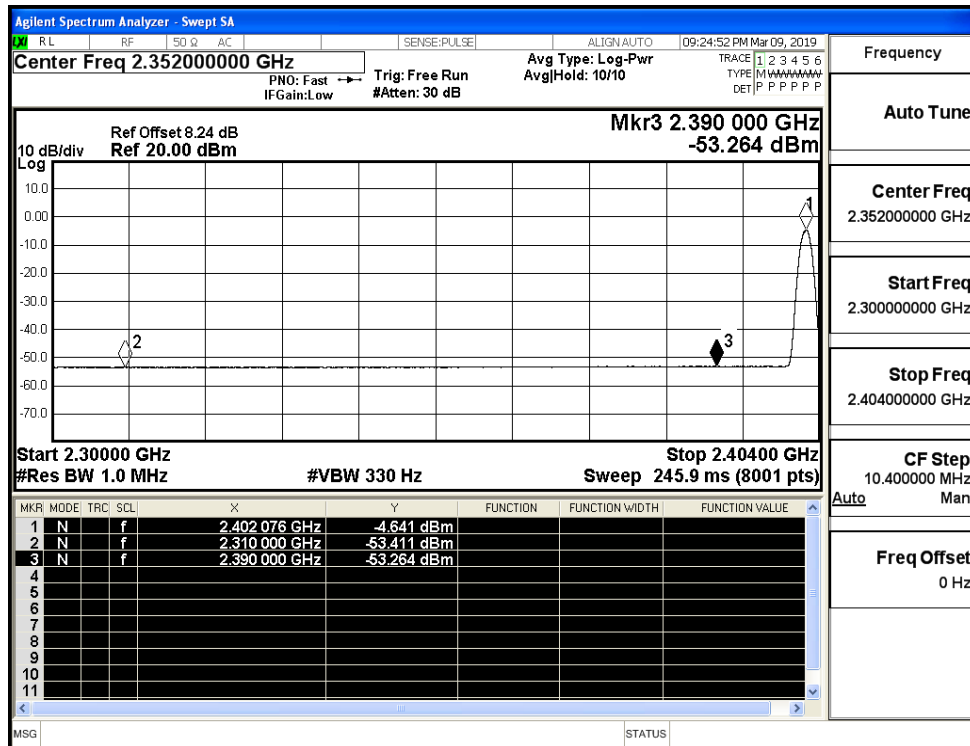 Agilent Spectrum Analyzer - Swept SA
LXI RL RF 50 Ω AC SENSE:PULSE ALIGN AUTO 09:24:52 PM Mar 09, 2019
Center Freq 2.352000000 GHz
PNO: Fast
IFGain:Low
Trig: Free Run
#Atten: 30 dB
Avg Type: Log-Pwr
Avg|Hold: 10/10
TRACE 1 2 3 4 5 6
TYPE M WWWWW
DET P P P P P P
Ref Offset 8.24 dB
10 dB/div Ref 20.00 dBm
Log
Mkr3 2.390 000 GHz
-53.264 dBm
10.0
0.00
-10.0
-20.0
-30.0
-40.0
-50.0
-60.0
-70.0
1
2
3
Start 2.30000 GHz Stop 2.40400 GHz
#Res BW 1.0 MHz #VBW 330 Hz Sweep 245.9 ms (8001 pts)
MKR MODE TRC SCL X Y FUNCTION FUNCTION WIDTH FUNCTION VALUE
1 N f 2.402 076 GHz -4.641 dBm
2 N f 2.310 000 GHz -53.411 dBm
3 N f 2.390 000 GHz -53.264 dBm
4
5
6
7
8
9
10
11
MSG STATUS
Frequency
Auto Tune
Center Freq
2.352000000 GHz
Start Freq
2.300000000 GHz
Stop Freq
2.404000000 GHz
CF Step
10.400000 MHz
Auto Man
Freq Offset
0 Hz